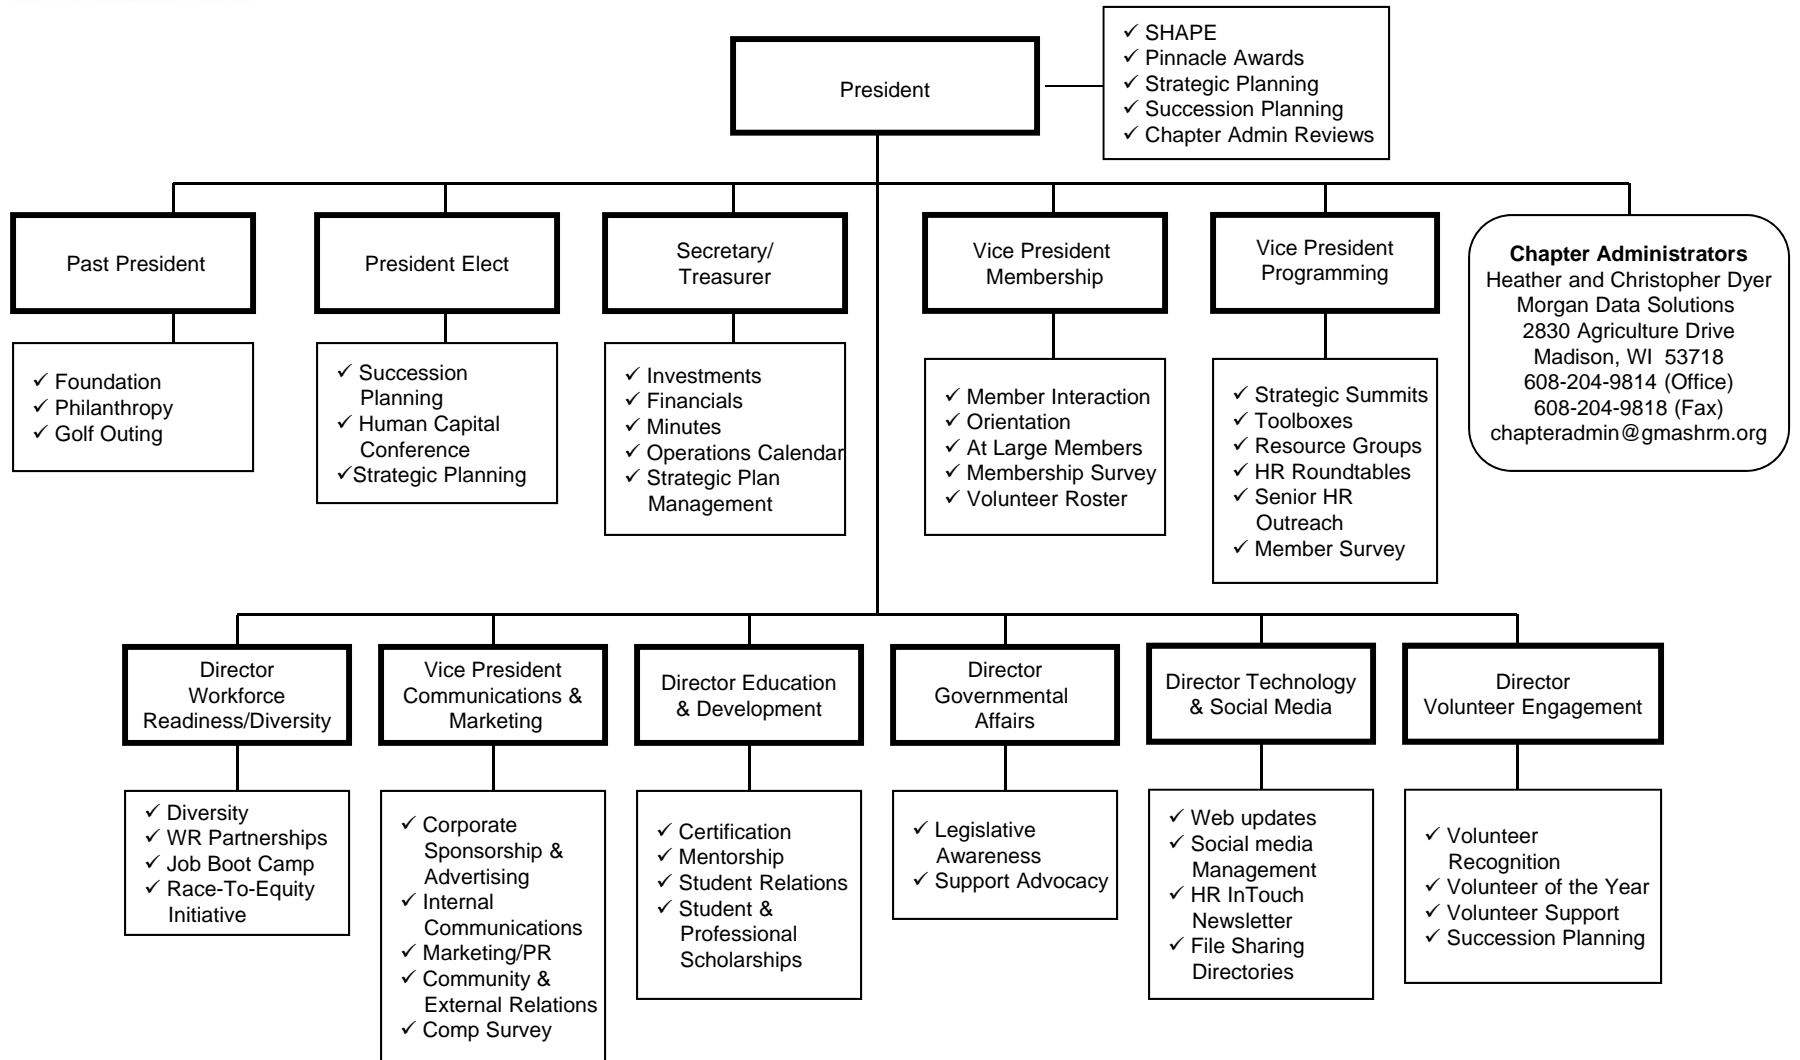 President
✓ SHAPE
✓ Pinnacle Awards
✓ Strategic Planning
✓ Succession Planning
✓ Chapter Admin Reviews
Past President
✓ Foundation
✓ Philanthropy
✓ Golf Outing
President Elect
✓ Succession
Planning
✓ Human Capital
Conference
✓Strategic Planning
Secretary/
Treasurer
✓ Investments
✓ Financials
✓ Minutes
✓ Operations Calendar
✓ Strategic Plan
Management
Vice President
Membership
✓ Member Interaction
✓ Orientation
✓ At Large Members
✓ Membership Survey
✓ Volunteer Roster
Vice President
Programming
✓ Strategic Summits
✓ Toolboxes
✓ Resource Groups
✓ HR Roundtables
✓ Senior HR
Outreach
✓ Member Survey
Chapter Administrators
Heather and Christopher Dyer
Morgan Data Solutions
2830 Agriculture Drive
Madison, WI  53718
608-204-9814 (Office)
608-204-9818 (Fax)
chapteradmin@gmashrm.org
Director
Workforce
Readiness/Diversity
✓ Diversity
✓ WR Partnerships
✓ Job Boot Camp
✓ Race-To-Equity
Initiative
Vice President
Communications &
Marketing
✓ Corporate
Sponsorship &
Advertising
✓ Internal
Communications
✓ Marketing/PR
✓ Community &
External Relations
✓ Comp Survey
Director Education
& Development
✓ Certification
✓ Mentorship
✓ Student Relations
✓ Student &
Professional
Scholarships
Director
Governmental
Affairs
✓ Legislative
Awareness
✓ Support Advocacy
Director Technology
& Social Media
✓ Web updates
✓ Social media
Management
✓ HR InTouch
Newsletter
✓ File Sharing
Directories
Director
Volunteer Engagement
✓ Volunteer
Recognition
✓ Volunteer of the Year
✓ Volunteer Support
✓ Succession Planning